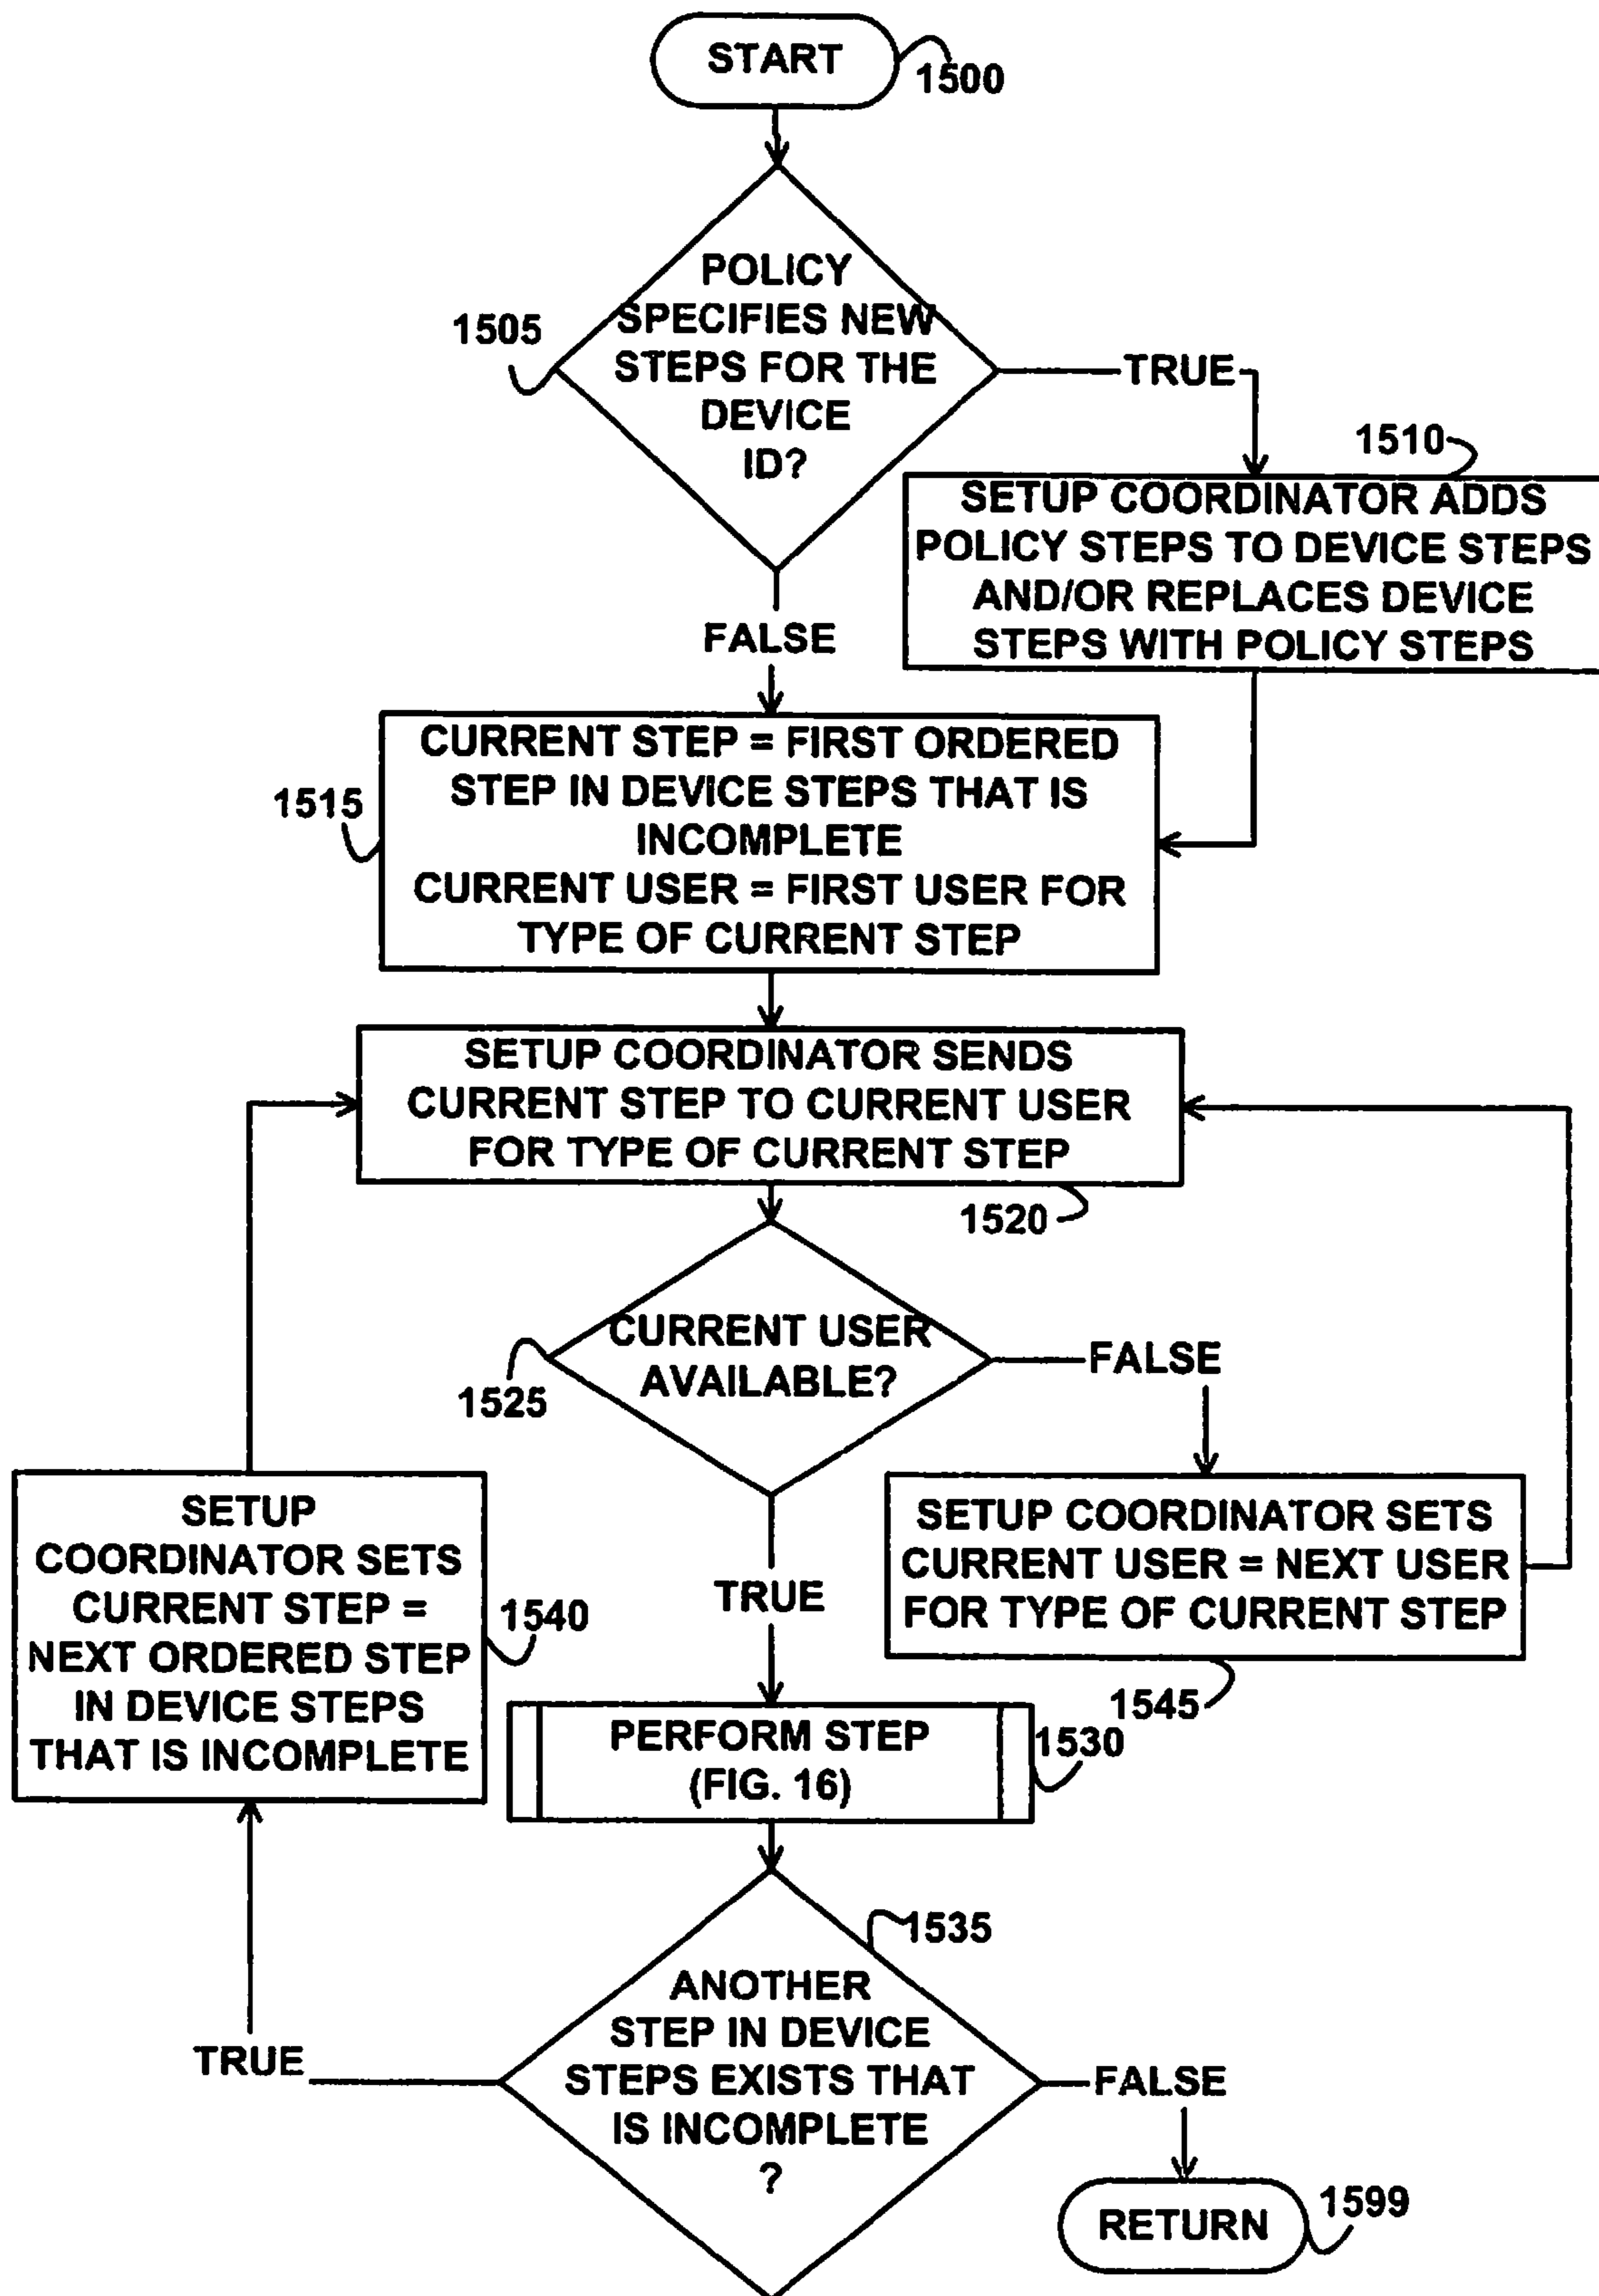 START
1500
POLICY
SPECIFIES NEW
STEPS FOR THE
DEVICE
ID?
1505
TRUE
1510
SETUP COORDINATOR ADDS
POLICY STEPS TO DEVICE STEPS
AND/OR REPLACES DEVICE
STEPS WITH POLICY STEPS
FALSE
CURRENT STEP = FIRST ORDERED
STEP IN DEVICE STEPS THAT IS
INCOMPLETE
CURRENT USER = FIRST USER FOR
TYPE OF CURRENT STEP
1515
SETUP COORDINATOR SENDS
CURRENT STEP TO CURRENT USER
FOR TYPE OF CURRENT STEP
1520
CURRENT USER
AVAILABLE?
1525
FALSE
SETUP COORDINATOR SETS
CURRENT USER = NEXT USER
FOR TYPE OF CURRENT STEP
1545
TRUE
SETUP
COORDINATOR SETS
CURRENT STEP =
NEXT ORDERED STEP
IN DEVICE STEPS
THAT IS INCOMPLETE
1540
PERFORM STEP
(FIG. 16)
1530
1535
ANOTHER
STEP IN DEVICE
STEPS EXISTS THAT
IS INCOMPLETE
?
TRUE
FALSE
RETURN
1599